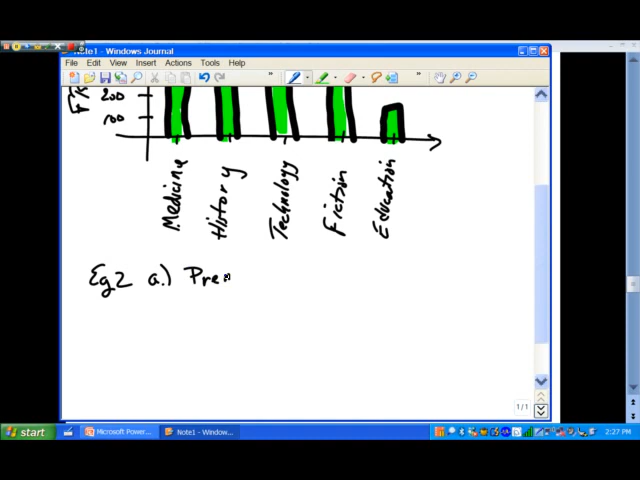 Note1 - Windows Journal
File Edit View Insert Actions Tools Help
200
100
Medicine
History
Technology
Fiction
Education
Eg2 a.) Pre
1/1
start
Microsoft Power...
Note1 - Window...
2:27 PM